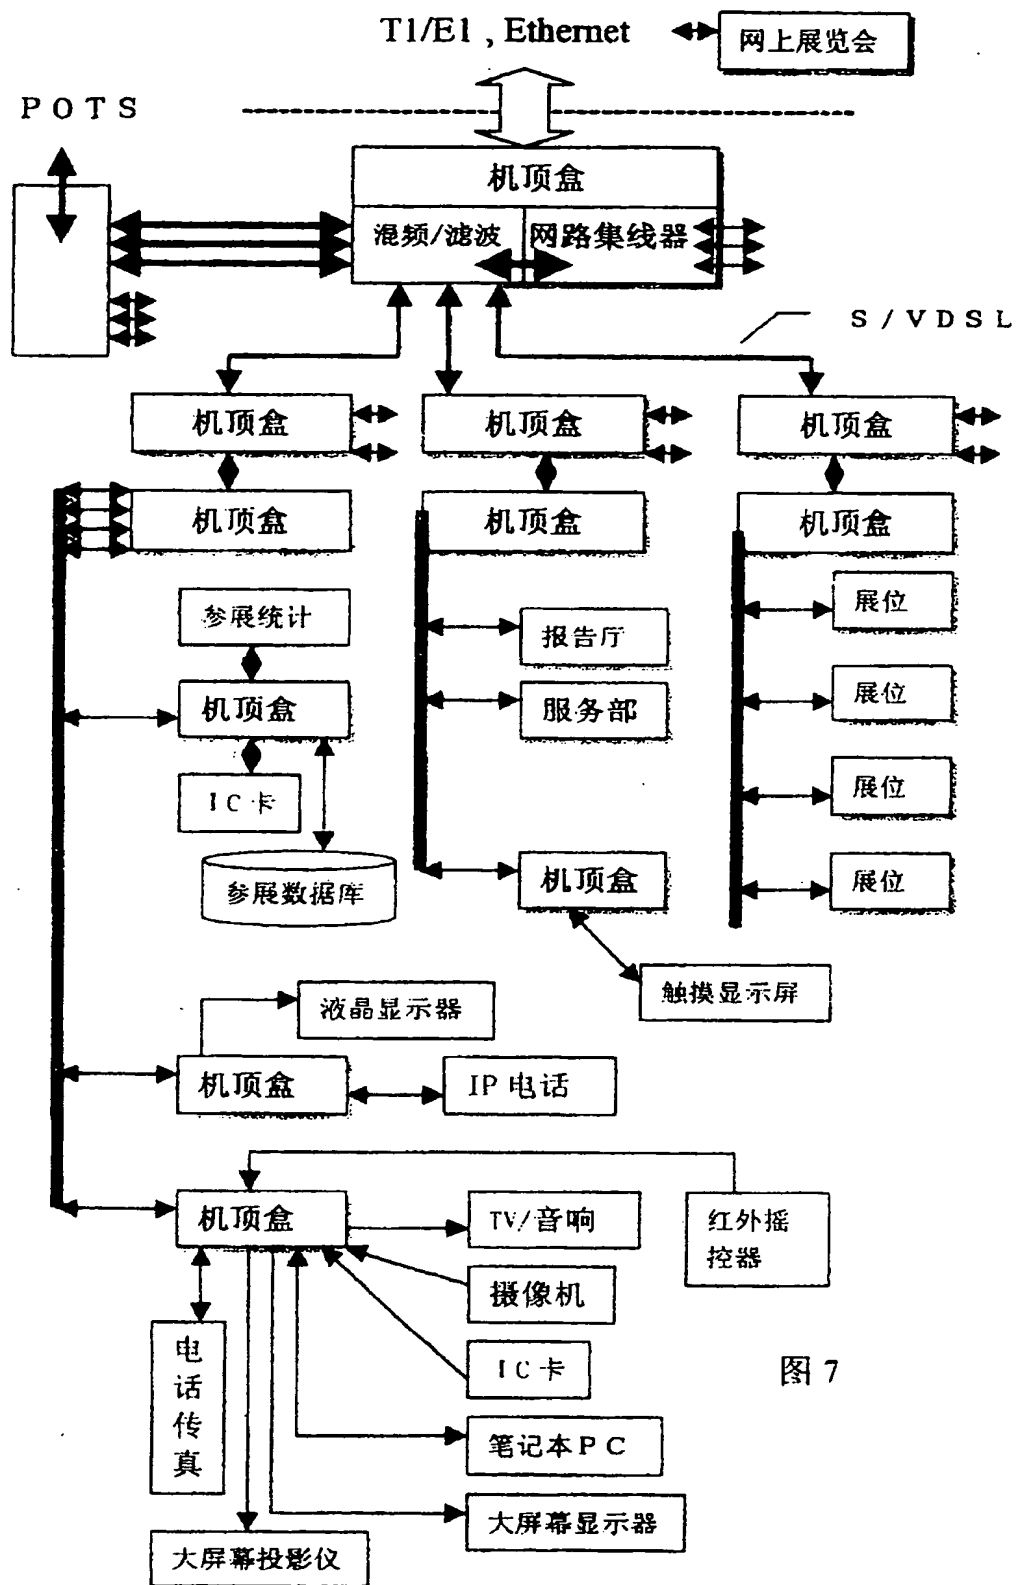 T1/E1 , Ethernet
网上展览会
POTS
机顶盒
混频/滤波
网路集线器
S/VDSL
机顶盒
机顶盒
机顶盒
机顶盒
机顶盒
机顶盒
参展统计
展位
报告厅
机顶盒
服务部
展位
IC卡
展位
参展数据库
机顶盒
展位
触摸显示屏
液晶显示器
机顶盒
IP 电话
机顶盒
TV/音响
红外摇
控器
摄像机
电
话
传
真
IC卡
图 7
笔记本PC
大屏幕显示器
大屏幕投影仪